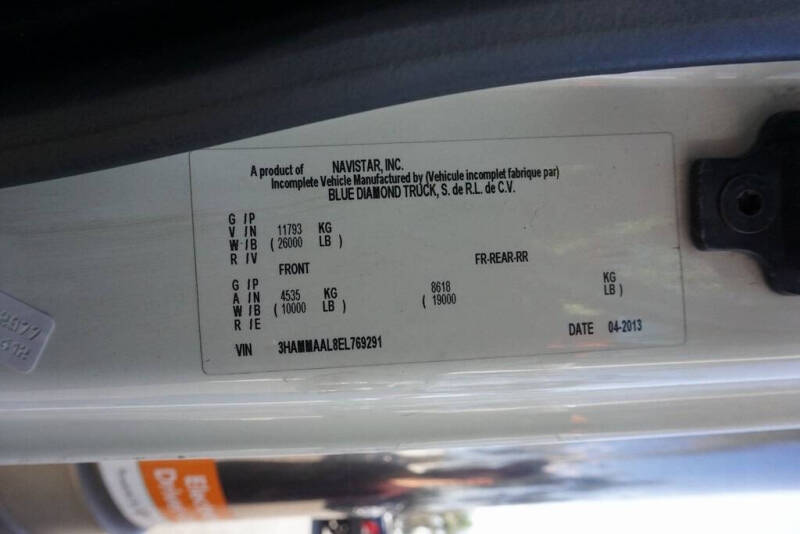 A product of NAVISTAR, INC.
Incomplete Vehicle Manufactured by (Vehicule incomplet fabrique par)
BLUE DIAMOND TRUCK, S. de R.L. de C.V.
G /P
V /N 11793 KG
W /B ( 26000 LB )
R /V
FRONT FR-REAR-RR
G /P
A /N 4535 KG 8618 KG
W /B ( 10000 LB ) ( 19000 LB )
R /E
VIN 3HAMMAAL8EL769291 DATE 04-2013